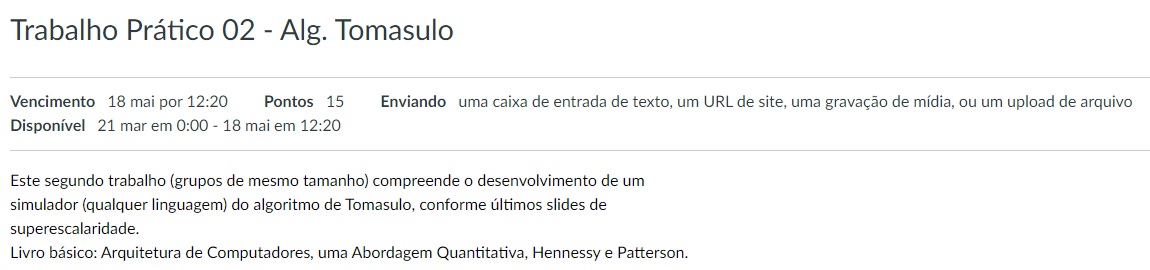 Trabalho Prático 02 - Alg. Tomasulo
Vencimento 18 mai por 12:20 Pontos 15 Enviando uma caixa de entrada de texto, um URL de site, uma gravação de mídia, ou um upload de arquivo
Disponível 21 mar em 0:00 - 18 mai em 12:20
Este segundo trabalho (grupos de mesmo tamanho) compreende o desenvolvimento de um
simulador (qualquer linguagem) do algoritmo de Tomasulo, conforme últimos slides de
superescalaridade.
Livro básico: Arquitetura de Computadores, uma Abordagem Quantitativa, Hennessy e Patterson.